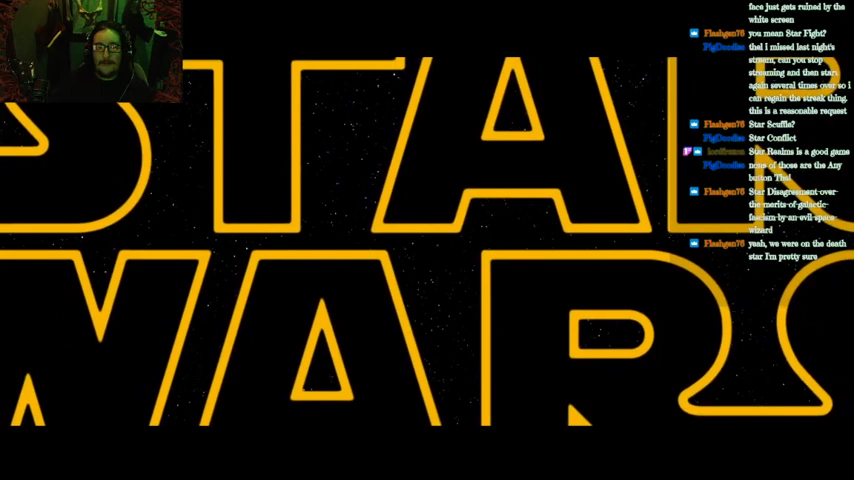 STAR
WARS
face just gets ruined by the
white screen
Flashgen76 you mean Star Fight?
PigDoodles thel I missed last night's
stream, can you stop
streaming and then start
again several times over so i
can regain the streak thing.
this is a reasonable request
Flashgen76 Star Scuffle?
PigDoodles Star Conflict
Star Realms is a good game
PigDoodles none of those are the Any
button Thel
Flashgen76 Star Disagreement-over-
the-merits-of-galactic-
fascism-by-an-evil-space-
wizard
Flashgen76 yeah, we were on the death
star I'm pretty sure